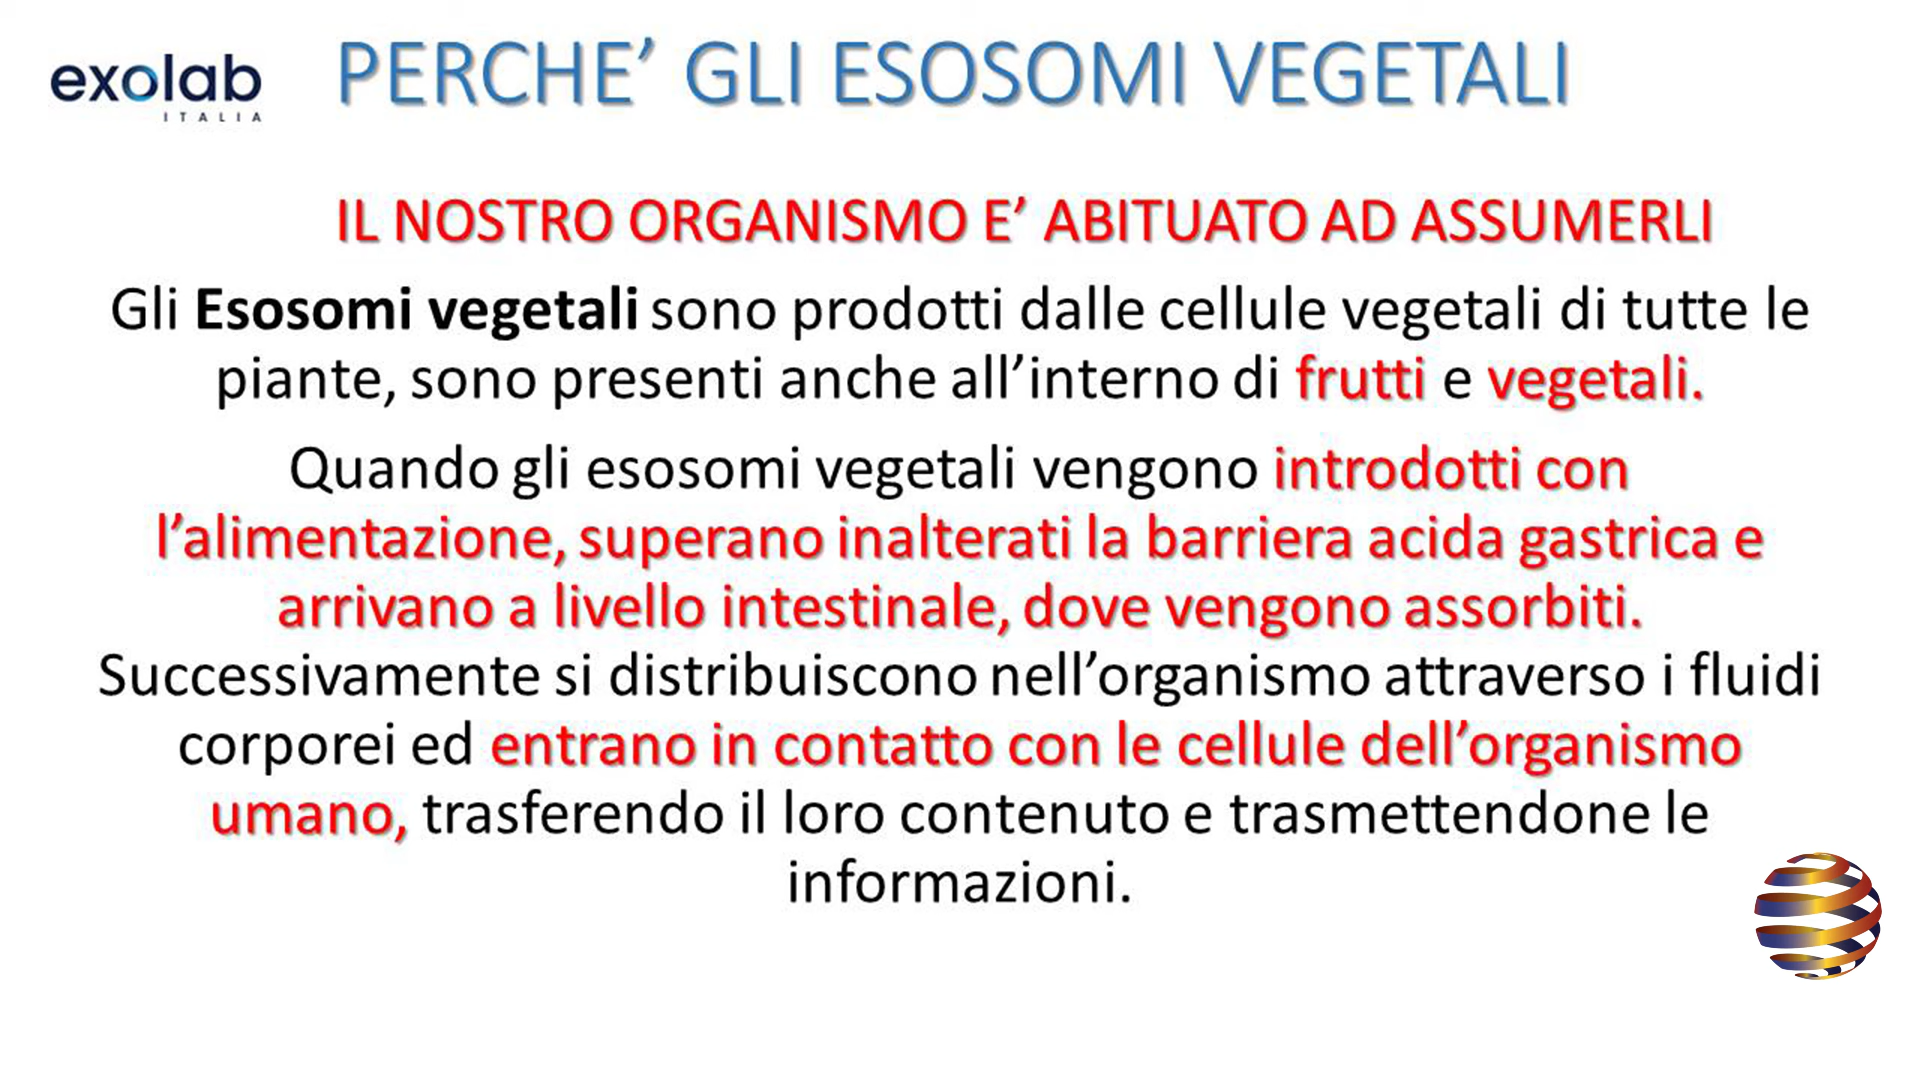 exolab
ITALIA
PERCHE’ GLI ESOSOMI VEGETALI
IL NOSTRO ORGANISMO E’ ABITUATO AD ASSUMERLI
Gli Esosomi vegetali sono prodotti dalle cellule vegetali di tutte le
piante, sono presenti anche all’interno di frutti e vegetali.
Quando gli esosomi vegetali vengono introdotti con
l’alimentazione, superano inalterati la barriera acida gastrica e
arrivano a livello intestinale, dove vengono assorbiti.
Successivamente si distribuiscono nell’organismo attraverso i fluidi
corporei ed entrano in contatto con le cellule dell’organismo
umano, trasferendo il loro contenuto e trasmettendone le
informazioni.